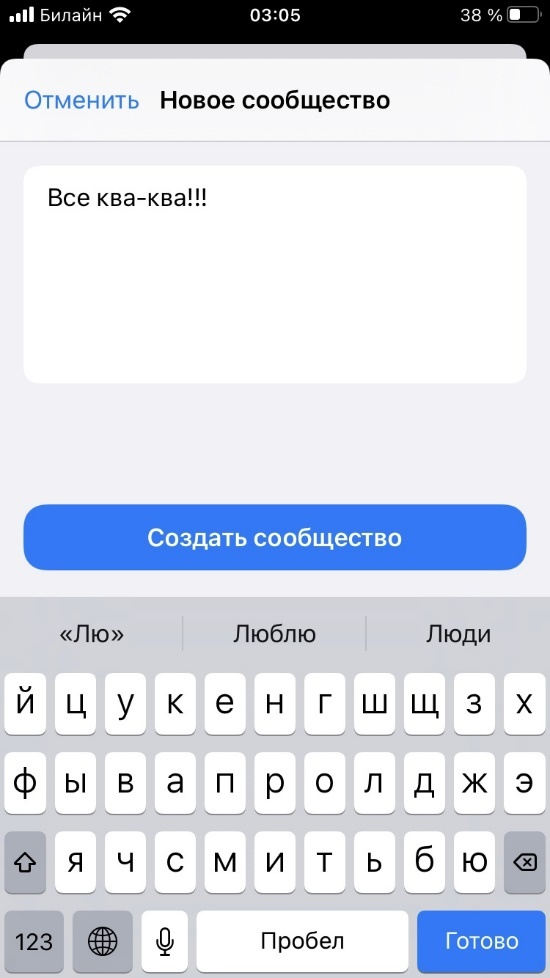 Билайн 03:05 38 %
Отменить Новое сообщество
Все ква-ква!!!
Создать сообщество
«Лю» Люблю Люди
й ц у к е н г ш щ з х
ф ы в а п р о л д ж э
я ч с м и т ь б ю
123 Пробел Готово